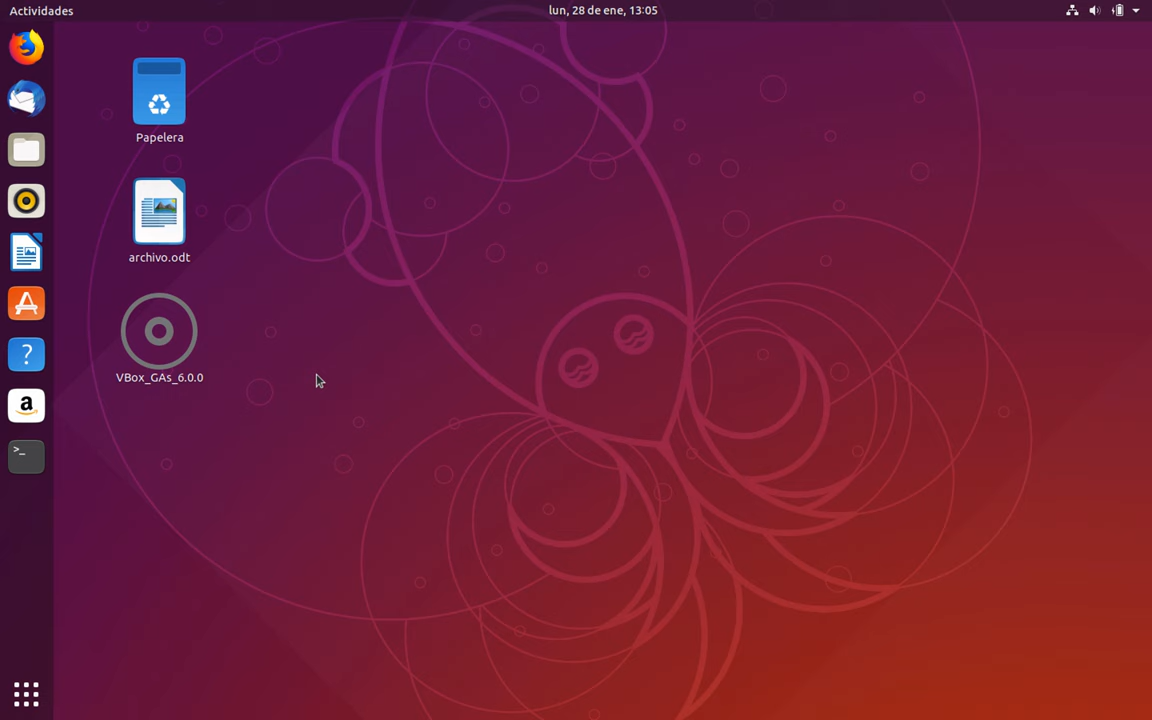 Actividades
lun, 28 de ene, 13:05
Papelera
archivo.odt
VBox_GAs_6.0.0
?
a
>_